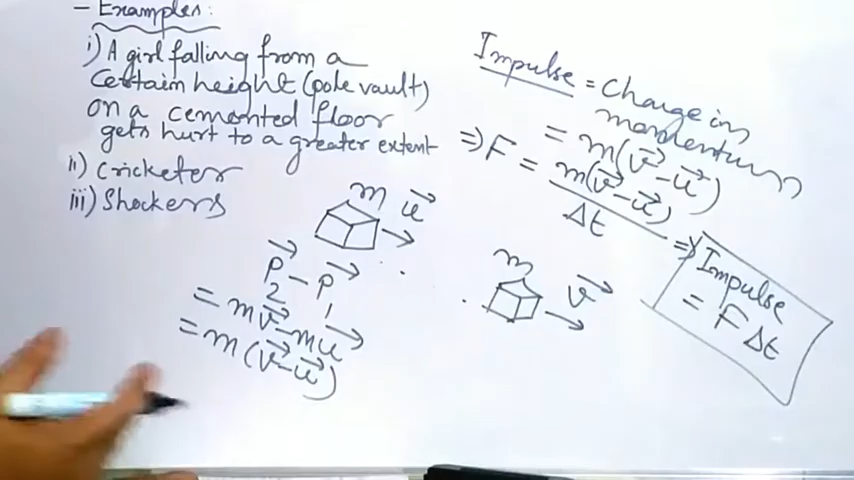 – Examples:
i) A girl falling from a
certain height (pole vault)
on a cemented floor
gets hurt to a greater extent
ii) Cricketer
iii) Shockers
m u⃗
p⃗₂ – p⃗₁
= mv⃗ – mu⃗
= m(v⃗ – u⃗)
m v⃗
Impulse = Change in
momentum
= m(v⃗ – u⃗)
⇒ F = m(v⃗ – u⃗) / Δt
⇒ Impulse
= F Δt